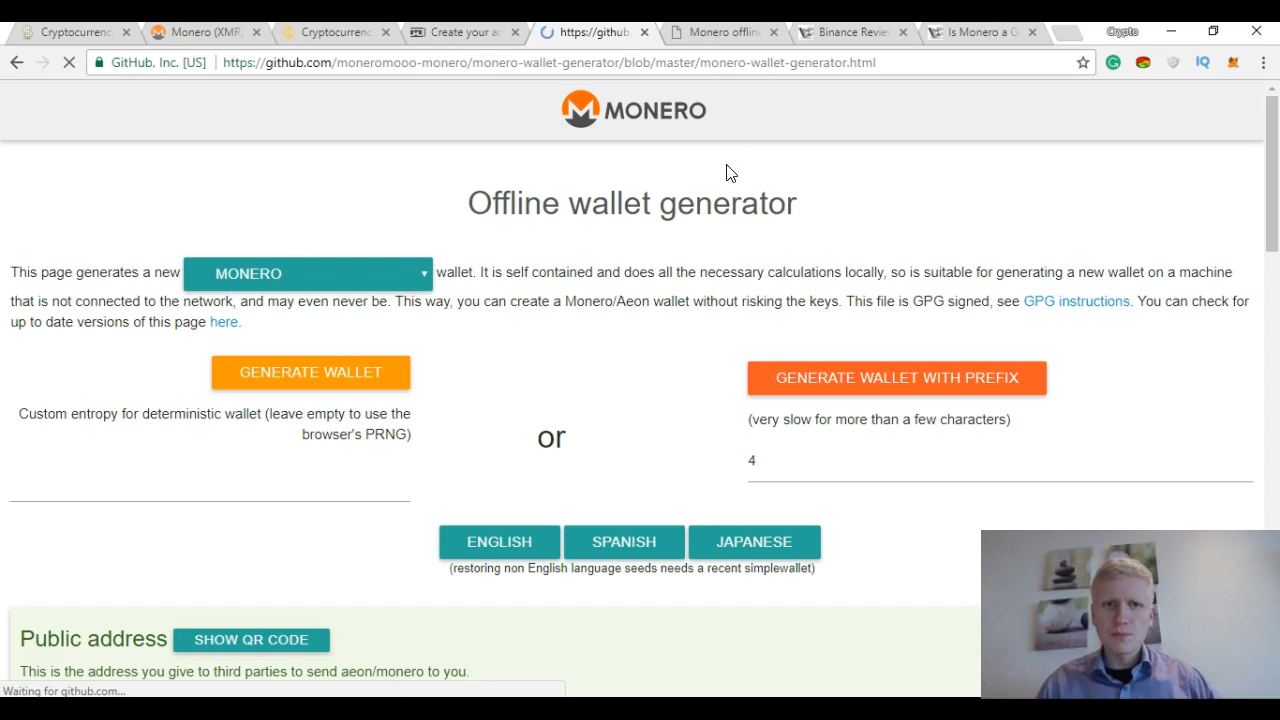 Cryptocurrenc
Monero (XMR)
Cryptocurrenc
Create your ac
https://github
Monero offline
Binance Revie
Is Monero a G
Crypto
GitHub, Inc. [US]
https://github.com/moneromooo-monero/monero-wallet-generator/blob/master/monero-wallet-generator.html
IQ
MONERO
Offline wallet generator
This page generates a new MONERO wallet. It is self contained and does all the necessary calculations locally, so is suitable for generating a new wallet on a machine
that is not connected to the network, and may even never be. This way, you can create a Monero/Aeon wallet without risking the keys. This file is GPG signed, see GPG instructions. You can check for
up to date versions of this page here.
GENERATE WALLET
Custom entropy for deterministic wallet (leave empty to use the
browser's PRNG)
or
GENERATE WALLET WITH PREFIX
(very slow for more than a few characters)
4
ENGLISH SPANISH JAPANESE
(restoring non English language seeds needs a recent simplewallet)
Public address SHOW QR CODE
This is the address you give to third parties to send aeon/monero to you.
Waiting for github.com...